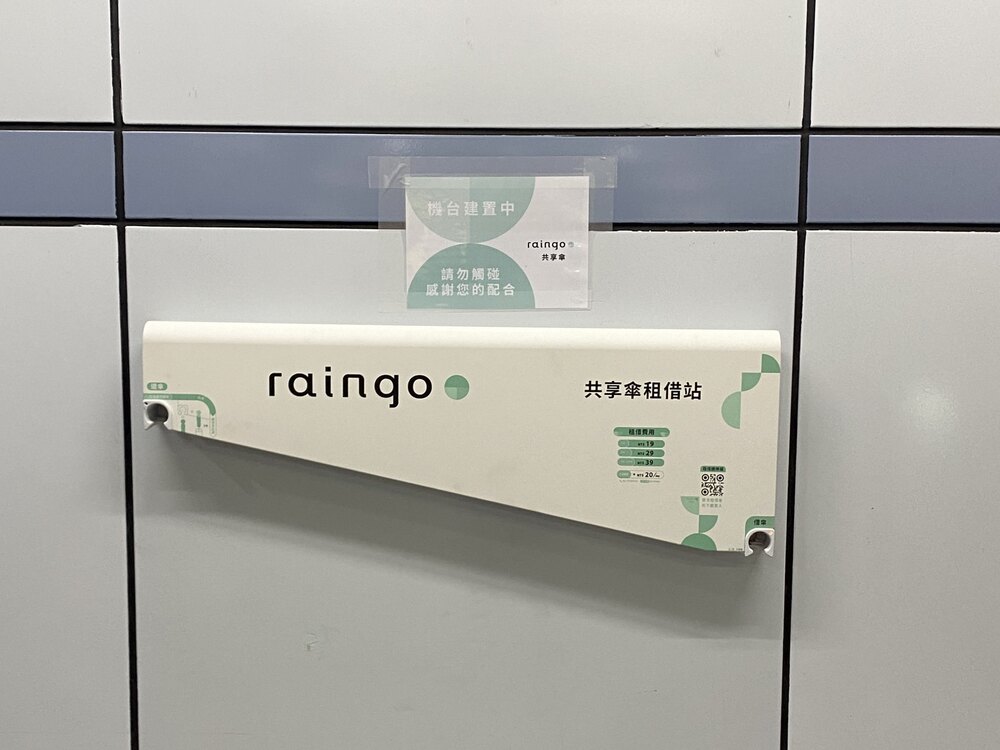 機台建置中
raingo
共享傘
請勿觸碰
感謝您的配合
raingo
共享傘租借站
還傘
租借費用
NT$ 19
NT$ 29
NT$ 39
+ NT$ 20/
借傘